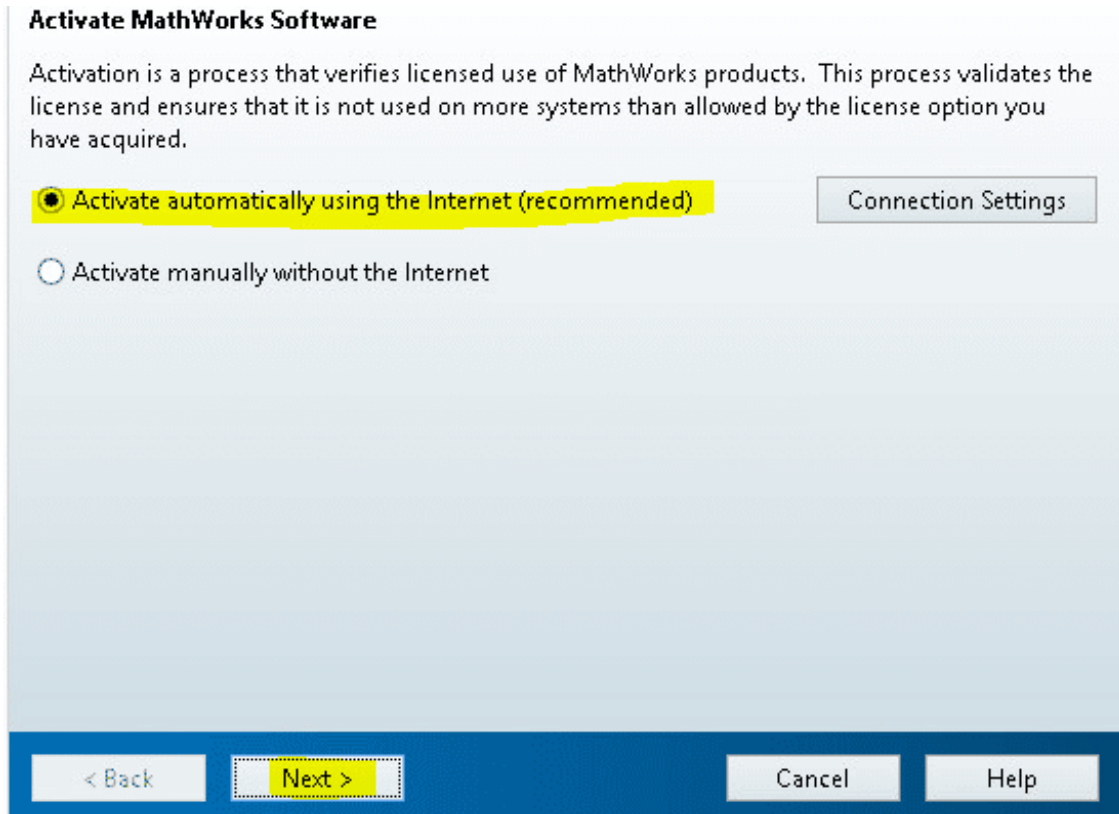 Activate MathWorks Software
Activation is a process that verifies licensed use of MathWorks products.  This process validates the
license and ensures that it is not used on more systems than allowed by the license option you
have acquired.
Activate automatically using the Internet (recommended)
Connection Settings
Activate manually without the Internet
< Back
Next >
Cancel
Help